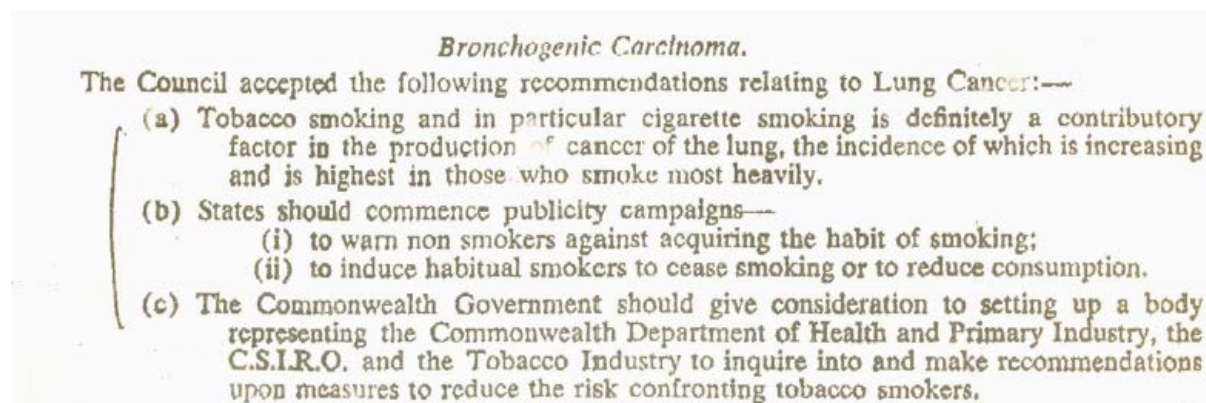 Bronchogenic Carcinoma.
The Council accepted the following recommendations relating to Lung Cancer:—
(a) Tobacco smoking and in particular cigarette smoking is definitely a contributory
factor in the production of cancer of the lung, the incidence of which is increasing
and is highest in those who smoke most heavily.
(b) States should commence publicity campaigns—
(i) to warn non smokers against acquiring the habit of smoking;
(ii) to induce habitual smokers to cease smoking or to reduce consumption.
(c) The Commonwealth Government should give consideration to setting up a body
representing the Commonwealth Department of Health and Primary Industry, the
C.S.I.R.O. and the Tobacco Industry to inquire into and make recommendations
upon measures to reduce the risk confronting tobacco smokers.